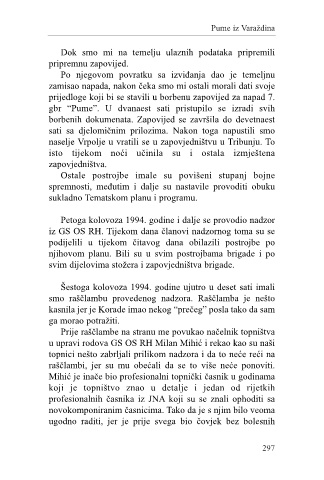 Pume iz Varaždina
Dok smo mi na temelju ulaznih podataka pripremili
pripremnu zapovijed.
Po njegovom povratku sa izviđanja dao je temeljnu
zamisao napada, nakon čeka smo mi ostali morali dati svoje
prijedloge koji bi se stavili u borbenu zapovijed za napad 7.
gbr “Pume”. U dvanaest sati pristupilo se izradi svih
borbenih dokumenata. Zapovijed se završila do devetnaest
sati sa djelomičnim prilozima. Nakon toga napustili smo
naselje Vrpolje u vratili se u zapovjedništvu u Tribunju. To
isto tijekom noći učinila su i ostala izmještena
zapovjedništva.
Ostale postrojbe imale su povišeni stupanj bojne
spremnosti, međutim i dalje su nastavile provoditi obuku
sukladno Tematskom planu i programu.
Petoga kolovoza 1994. godine i dalje se provodio nadzor
iz GS OS RH. Tijekom dana članovi nadzornog toma su se
podijelili u tijekom čitavog dana obilazili postrojbe po
njihovom planu. Bili su u svim postrojbama brigade i po
svim dijelovima stožera i zapovjedništva brigade.
Šestoga kolovoza 1994. godine ujutro u deset sati imali
smo raščlambu provedenog nadzora. Raščlamba je nešto
kasnila jer je Korade imao nekog “prečeg” posla tako da sam
ga morao potražiti.
Prije raščlambe na stranu me povukao načelnik topništva
u upravi rodova GS OS RH Milan Mihić i rekao kao su naši
topnici nešto zabrljali prilikom nadzora i da to neće reći na
raščlambi, jer su mu obećali da se to više neće ponoviti.
Mihić je inače bio profesionalni topnički časnik u godinama
koji je topništvo znao u detalje i jedan od rijetkih
profesionalnih časnika iz JNA koji su se znali ophoditi sa
novokomponiranim časnicima. Tako da je s njim bilo veoma
ugodno raditi, jer je prije svega bio čovjek bez bolesnih
297